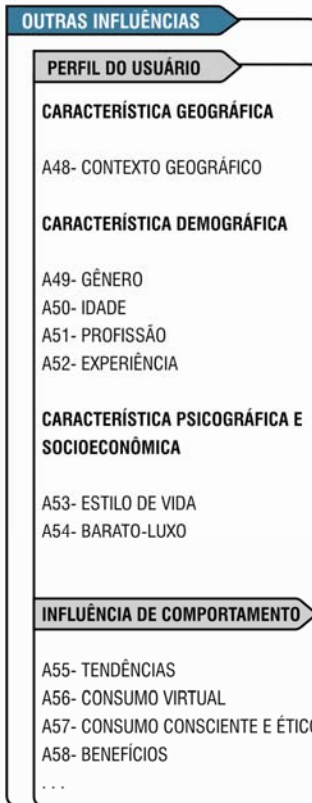 OUTRAS INFLUÊNCIAS
PERFIL DO USUÁRIO
CARACTERÍSTICA GEOGRÁFICA
A48- CONTEXTO GEOGRÁFICO
CARACTERÍSTICA DEMOGRÁFICA
A49- GÊNERO
A50- IDADE
A51- PROFISSÃO
A52- EXPERIÊNCIA
CARACTERÍSTICA PSICOGRÁFICA E
SOCIOECONÔMICA
A53- ESTILO DE VIDA
A54- BARATO-LUXO
INFLUÊNCIA DE COMPORTAMENTO
A55- TENDÊNCIAS
A56- CONSUMO VIRTUAL
A57- CONSUMO CONSCIENTE E ÉTICO
A58- BENEFÍCIOS
. . .